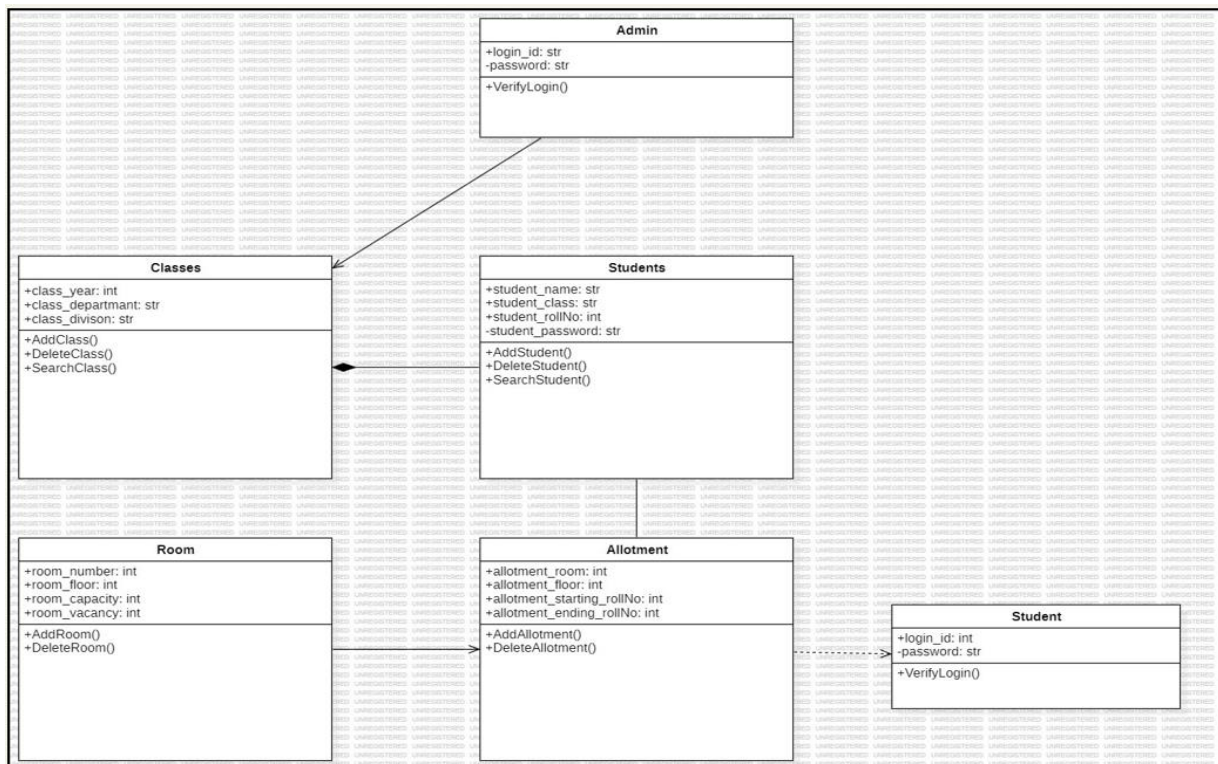 Admin
+login_id: str
-password: str
+VerifyLogin()
Classes
+class_year: int
+class_departmant: str
+class_divison: str
+AddClass()
+DeleteClass()
+SearchClass()
Students
+student_name: str
+student_class: str
+student_rollNo: int
-student_password: str
+AddStudent()
+DeleteStudent()
+SearchStudent()
Room
+room_number: int
+room_floor: int
+room_capacity: int
+room_vacancy: int
+AddRoom()
+DeleteRoom()
Allotment
+allotment_room: int
+allotment_floor: int
+allotment_starting_rollNo: int
+allotment_ending_rollNo: int
+AddAllotment()
+DeleteAllotment()
Student
+login_id: int
-password: str
+VerifyLogin()
UNREGISTERED